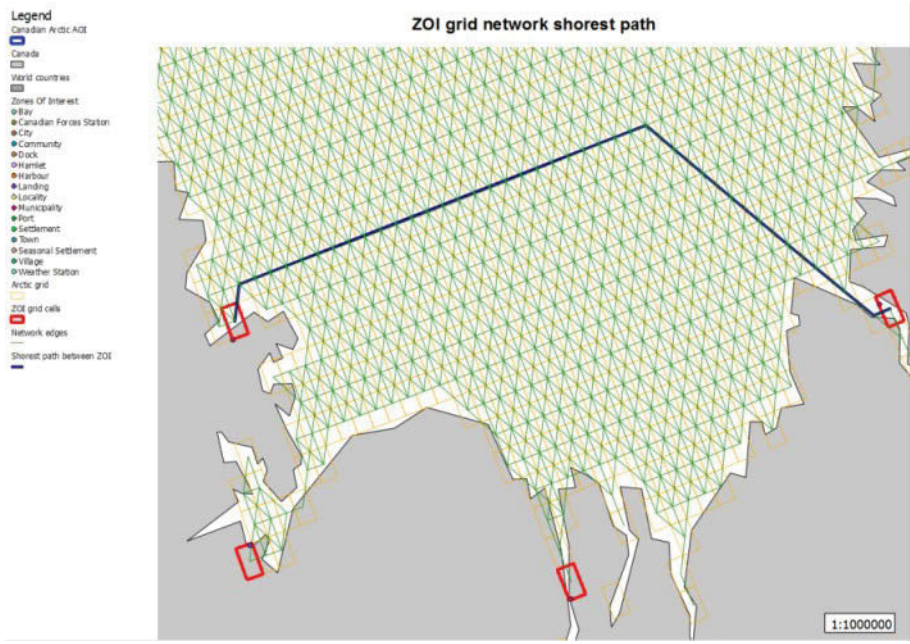 ZOI grid network shorest path
Legend
Canadian Arctic AOI
Canada
World countries
Zones Of Interest
Bay
Canadian Forces Station
City
Community
Dock
Hamlet
Harbour
Landing
Locality
Municipality
Port
Settlement
Town
Seasonal Settlement
Village
Weather Station
Arctic grid
ZOI grid cells
Network edges
Shorest path between ZOI
1:1000000